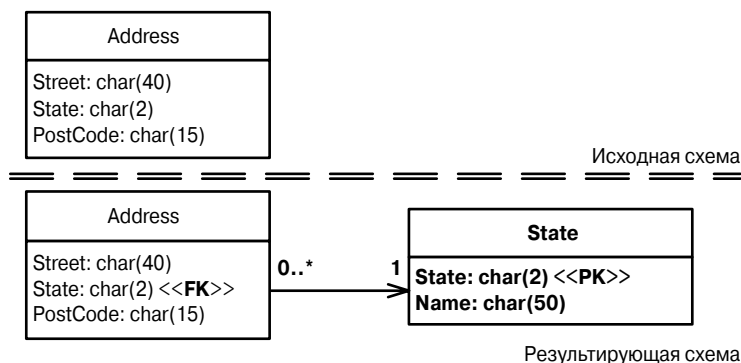 Address
Street: char(40)
State: char(2)
PostCode: char(15)
Исходная схема
Address
Street: char(40)
State: char(2) <<FK>>
PostCode: char(15)
0..*
1
State
State: char(2) <<PK>>
Name: char(50)
Результирующая схема